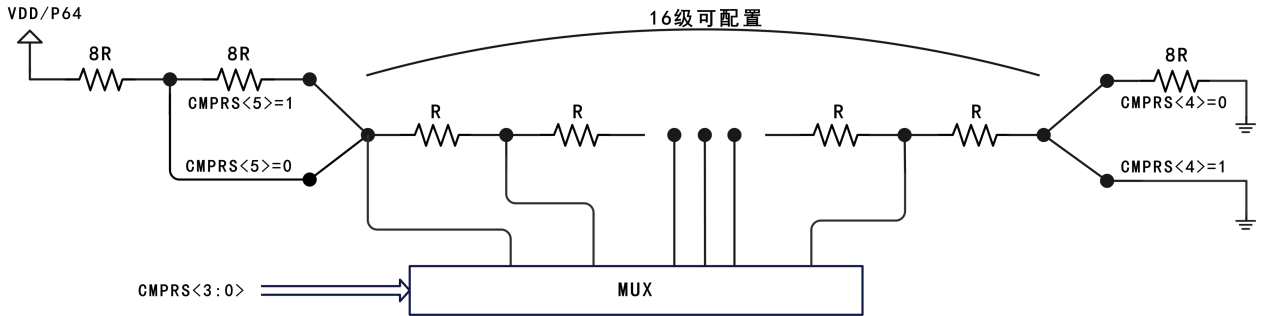 VDD/P64
16级可配置
8R
8R
8R
CMPRS<5>=1
CMPRS<4>=0
R
R
R
R
CMPRS<5>=0
CMPRS<4>=1
CMPRS<3:0>
MUX